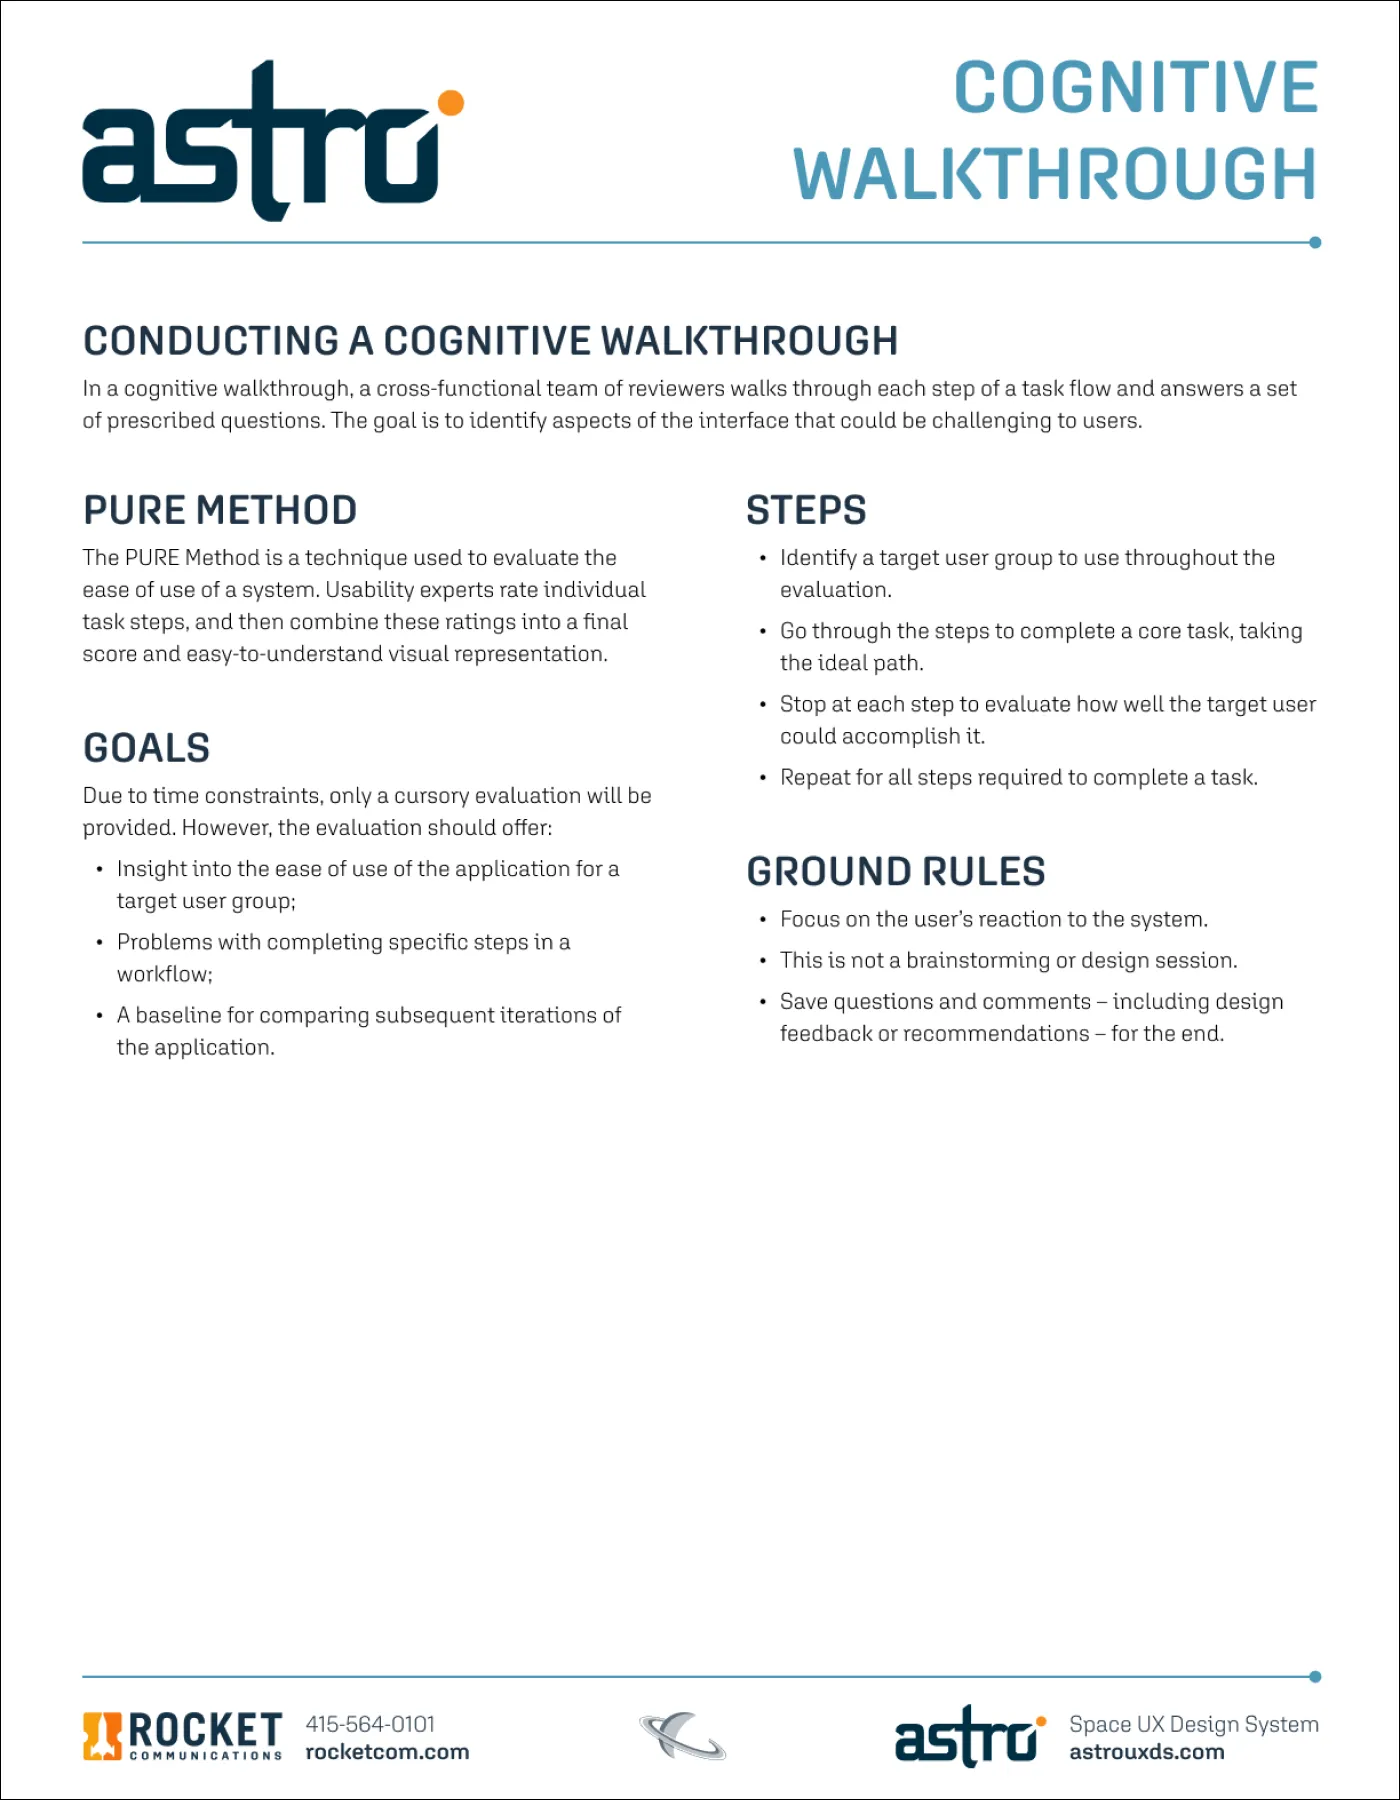 astro
COGNITIVE
WALKTHROUGH
CONDUCTING A COGNITIVE WALKTHROUGH
In a cognitive walkthrough, a cross-functional team of reviewers walks through each step of a task flow and answers a set
of prescribed questions. The goal is to identify aspects of the interface that could be challenging to users.
PURE METHOD
The PURE Method is a technique used to evaluate the
ease of use of a system. Usability experts rate individual
task steps, and then combine these ratings into a final
score and easy-to-understand visual representation.
GOALS
Due to time constraints, only a cursory evaluation will be
provided. However, the evaluation should offer:
• Insight into the ease of use of the application for a
target user group;
• Problems with completing specific steps in a
workflow;
• A baseline for comparing subsequent iterations of
the application.
STEPS
• Identify a target user group to use throughout the
evaluation.
• Go through the steps to complete a core task, taking
the ideal path.
• Stop at each step to evaluate how well the target user
could accomplish it.
• Repeat for all steps required to complete a task.
GROUND RULES
• Focus on the user’s reaction to the system.
• This is not a brainstorming or design session.
• Save questions and comments – including design
feedback or recommendations – for the end.
ROCKET
COMMUNICATIONS
415-564-0101
rocketcom.com
astro
Space UX Design System
astrouxds.com